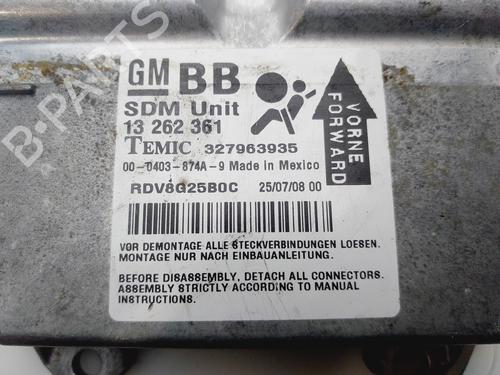 GM BB
SDM Unit
13 262 361
TEMIC 327963935
00-0403-874A-9 Made in Mexico
RDV8G25B0C 25/07/08 00
VORNE
FORWARD
VOR DEMONTAGE ALLE STECKVERBINDUNGEN LOESEN.
MONTAGE NUR NACH EINBAUANLEITUNG.
BEFORE DISASSEMBLY, DETACH ALL CONNECTORS.
ASSEMBLY STRICTLY ACCORDING TO MANUAL
INSTRUCTIONS.
B-PARTS